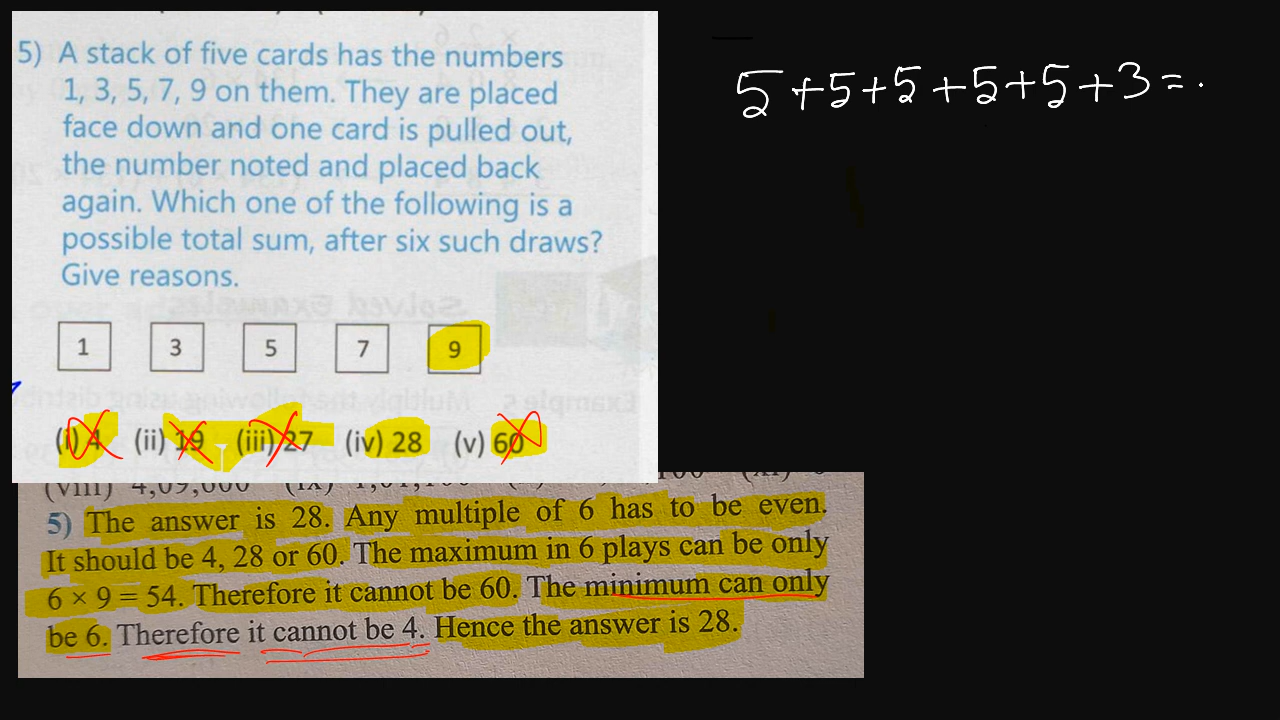 5) A stack of five cards has the numbers
1, 3, 5, 7, 9 on them. They are placed
face down and one card is pulled out,
the number noted and placed back
again. Which one of the following is a
possible total sum, after six such draws?
Give reasons.
1 3 5 7 9
(i) 4 (ii) 19 (iii) 27 (iv) 28 (v) 60
5+5+5+5+5+3=.
(viii) 4,09,000
5) The answer is 28. Any multiple of 6 has to be even.
It should be 4, 28 or 60. The maximum in 6 plays can be only
6 × 9 = 54. Therefore it cannot be 60. The minimum can only
be 6. Therefore it cannot be 4. Hence the answer is 28.